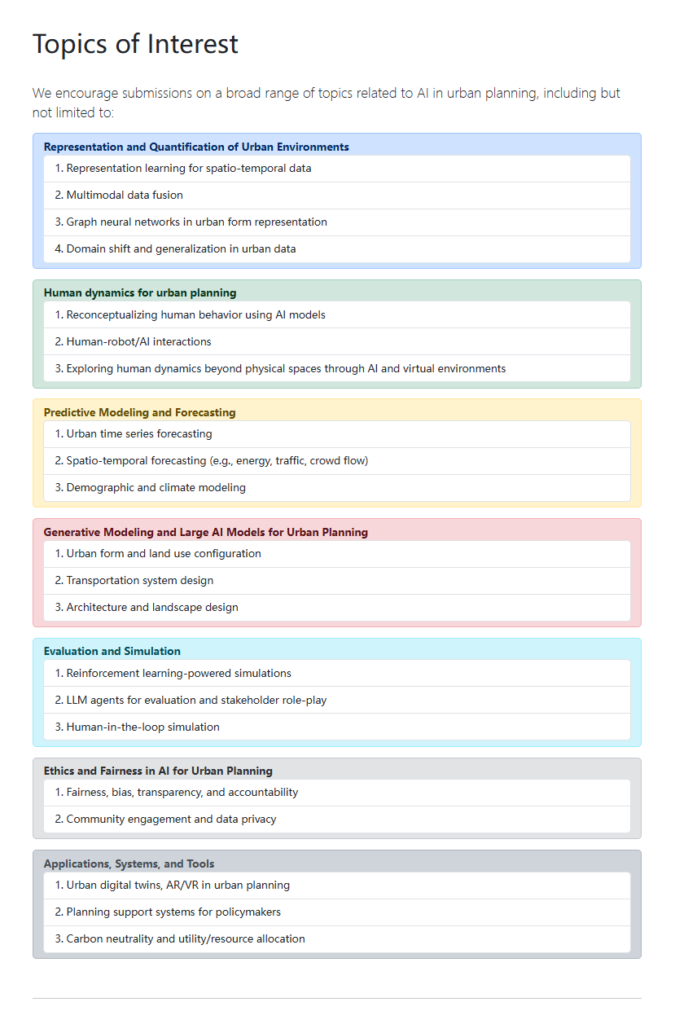 Topics of Interest
We encourage submissions on a broad range of topics related to AI in urban planning, including but
not limited to:
Representation and Quantification of Urban Environments
1. Representation learning for spatio-temporal data
2. Multimodal data fusion
3. Graph neural networks in urban form representation
4. Domain shift and generalization in urban data
Human dynamics for urban planning
1. Reconceptualizing human behavior using AI models
2. Human-robot/AI interactions
3. Exploring human dynamics beyond physical spaces through AI and virtual environments
Predictive Modeling and Forecasting
1. Urban time series forecasting
2. Spatio-temporal forecasting (e.g., energy, traffic, crowd flow)
3. Demographic and climate modeling
Generative Modeling and Large AI Models for Urban Planning
1. Urban form and land use configuration
2. Transportation system design
3. Architecture and landscape design
Evaluation and Simulation
1. Reinforcement learning-powered simulations
2. LLM agents for evaluation and stakeholder role-play
3. Human-in-the-loop simulation
Ethics and Fairness in AI for Urban Planning
1. Fairness, bias, transparency, and accountability
2. Community engagement and data privacy
Applications, Systems, and Tools
1. Urban digital twins, AR/VR in urban planning
2. Planning support systems for policymakers
3. Carbon neutrality and utility/resource allocation